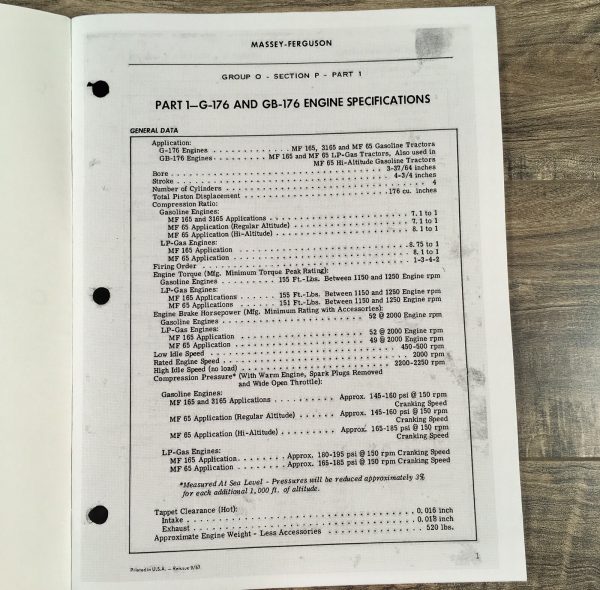 MASSEY-FERGUSON
GROUP O - SECTION P - PART 1
PART 1—G-176 AND GB-176 ENGINE SPECIFICATIONS
GENERAL DATA
Application:
G-176 Engines . . . . . . . . . . . MF 165, 3165 and MF 65 Gasoline Tractors
GB-176 Engines . . . . . . . . MF 165 and MF 65 LP-Gas Tractors, Also used in
MF 65 Hi-Altitude Gasoline Tractors
Bore . . . . . . . . . . 3-37/64 inches
Stroke . . . . . . . . . . 4-3/4 inches
Number of Cylinders . . . . . . . . . . 4
Total Piston Displacement . . . . . . . . . . 176 cu. inches
Compression Ratio:
Gasoline Engines:
MF 165 and 3165 Applications . . . . . . . . . . 7.1 to 1
MF 65 Application (Regular Altitude) . . . . . . . . . . 7.1 to 1
MF 65 Application (Hi-Altitude) . . . . . . . . . . 8.1 to 1
LP-Gas Engines:
MF 165 Application . . . . . . . . . . 8.75 to 1
MF 65 Application . . . . . . . . . . 8.1 to 1
Firing Order . . . . . . . . . . 1-3-4-2
Engine Torque (Mfg. Minimum Torque Peak Rating):
Gasoline Engines . . . . . . . . . . 155 Ft.-Lbs. Between 1150 and 1250 Engine rpm
LP-Gas Engines:
MF 165 Applications . . . . . . 155 Ft.-Lbs. Between 1150 and 1250 Engine rpm
MF 65 Applications . . . . . . 151 Ft.-Lbs. Between 1150 and 1250 Engine rpm
Engine Brake Horsepower (Mfg. Minimum Rating with Accessories):
Gasoline Engines . . . . . . . . . . 52 @ 2000 Engine rpm
LP-Gas Engines:
MF 165 Application . . . . . . . . . . 52 @ 2000 Engine rpm
MF 65 Application . . . . . . . . . . 49 @ 2000 Engine rpm
Low Idle Speed . . . . . . . . . . 450-500 rpm
Rated Engine Speed . . . . . . . . . . 2000 rpm
High Idle Speed (no load) . . . . . . . . . . 2200-2250 rpm
Compression Pressure* (With Warm Engine, Spark Plugs Removed
and Wide Open Throttle):
Gasoline Engines:
MF 165 and 3165 Applications . . . . . . . . Approx. 145-160 psi @ 150 rpm
Cranking Speed
MF 65 Application (Regular Altitude) . . . . . Approx. 145-160 psi @ 150 rpm
Cranking Speed
MF 65 Application (Hi-Altitude) . . . . . . . . Approx. 165-185 psi @ 150 rpm
Cranking Speed
LP-Gas Engines:
MF 165 Application . . . . . . Approx. 180-195 psi @ 150 rpm Cranking Speed
MF 65 Application . . . . . . . Approx. 165-185 psi @ 150 rpm Cranking Speed
*Measured At Sea Level - Pressures will be reduced approximately 3%
for each additional 1,000 ft. of altitude.
Tappet Clearance (Hot):
Intake . . . . . . . . . . 0.016 inch
Exhaust . . . . . . . . . . 0.018 inch
Approximate Engine Weight - Less Accessories . . . . . . . . . . 520 lbs.
1
Printed in U.S.A. —